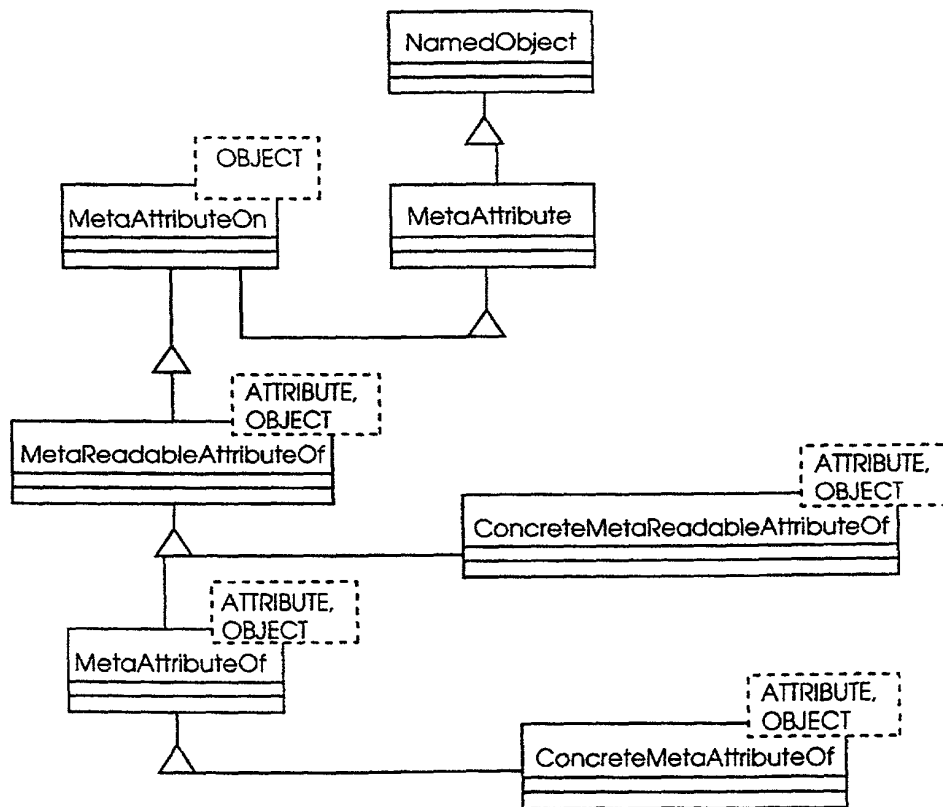 NamedObject
OBJECT
MetaAttributeOn
MetaAttribute
ATTRIBUTE,
OBJECT
MetaReadableAttributeOf
ATTRIBUTE,
OBJECT
ConcreteMetaReadableAttributeOf
ATTRIBUTE,
OBJECT
MetaAttributeOf
ATTRIBUTE,
OBJECT
ConcreteMetaAttributeOf